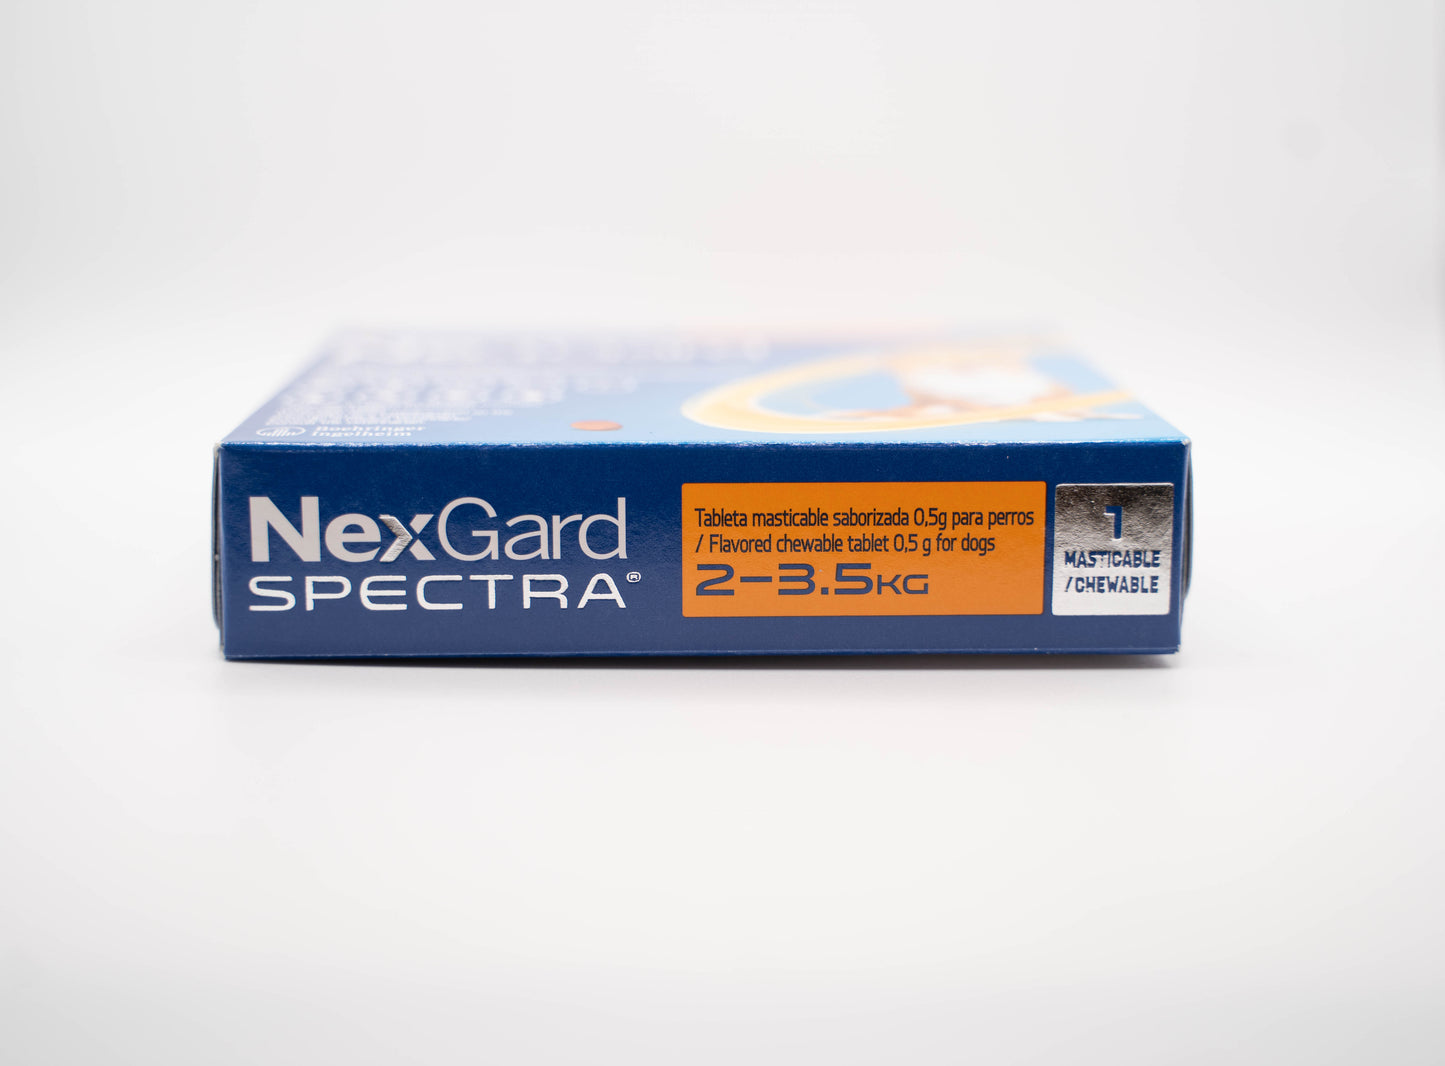 Boehringer
Ingelheim
NexGard
SPECTRA®
Tableta masticable saborizada 0,5g para perros
/ Flavored chewable tablet 0,5 g for dogs
2–3.5KG
1
MASTICABLE
/CHEWABLE